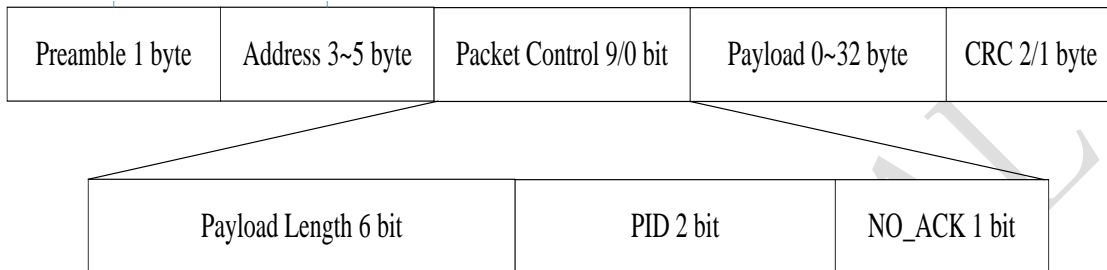 Preamble 1 byte Address 3~5 byte Packet Control 9/0 bit Payload 0~32 byte CRC 2/1 byte
Payload Length 6 bit PID 2 bit NO_ACK 1 bit